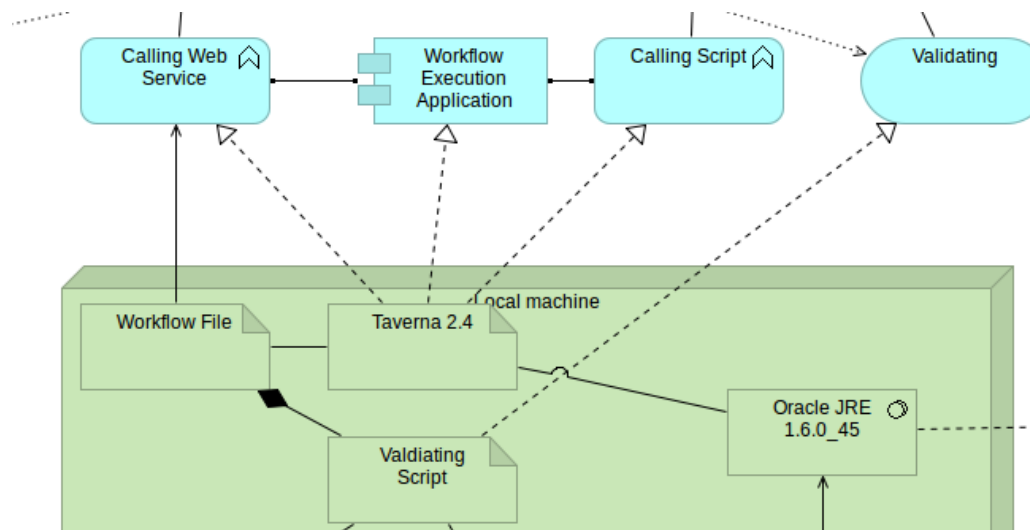 Calling Web
Service
Workflow
Execution
Application
Calling Script
Validating
Local machine
Workflow File
Taverna 2.4
Oracle JRE
1.6.0_45
Valdiating
Script